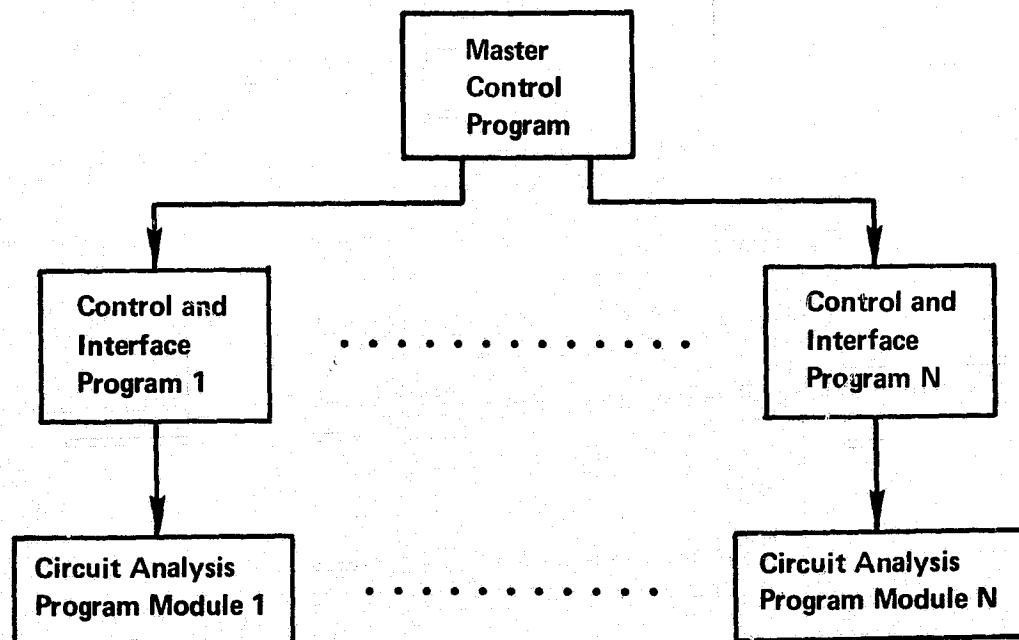 Master
Control
Program
Control and
Interface
Program 1
Control and
Interface
Program N
Circuit Analysis
Program Module 1
Circuit Analysis
Program Module N